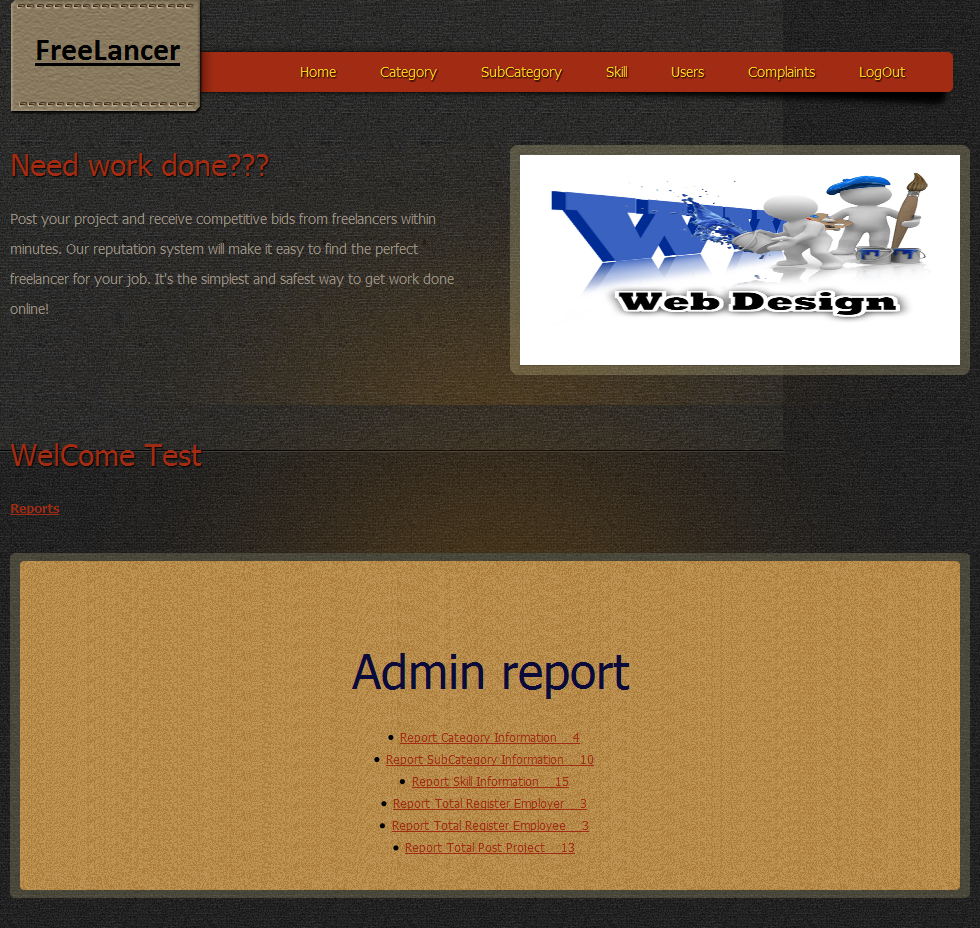 FreeLancer
Home Category SubCategory Skill Users Complaints LogOut
Need work done???
Post your project and receive competitive bids from freelancers within
minutes. Our reputation system will make it easy to find the perfect
freelancer for your job. It's the simplest and safest way to get work done
online!
WWW
Web Design
WelCome Test
Reports
Admin report
• Report Category Information 4
• Report SubCategory Information 10
• Report Skill Information 15
• Report Total Register Employer 3
• Report Total Register Employee 3
• Report Total Post Project 13